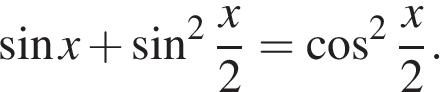 sin x + sin² x/2 = cos² x/2.